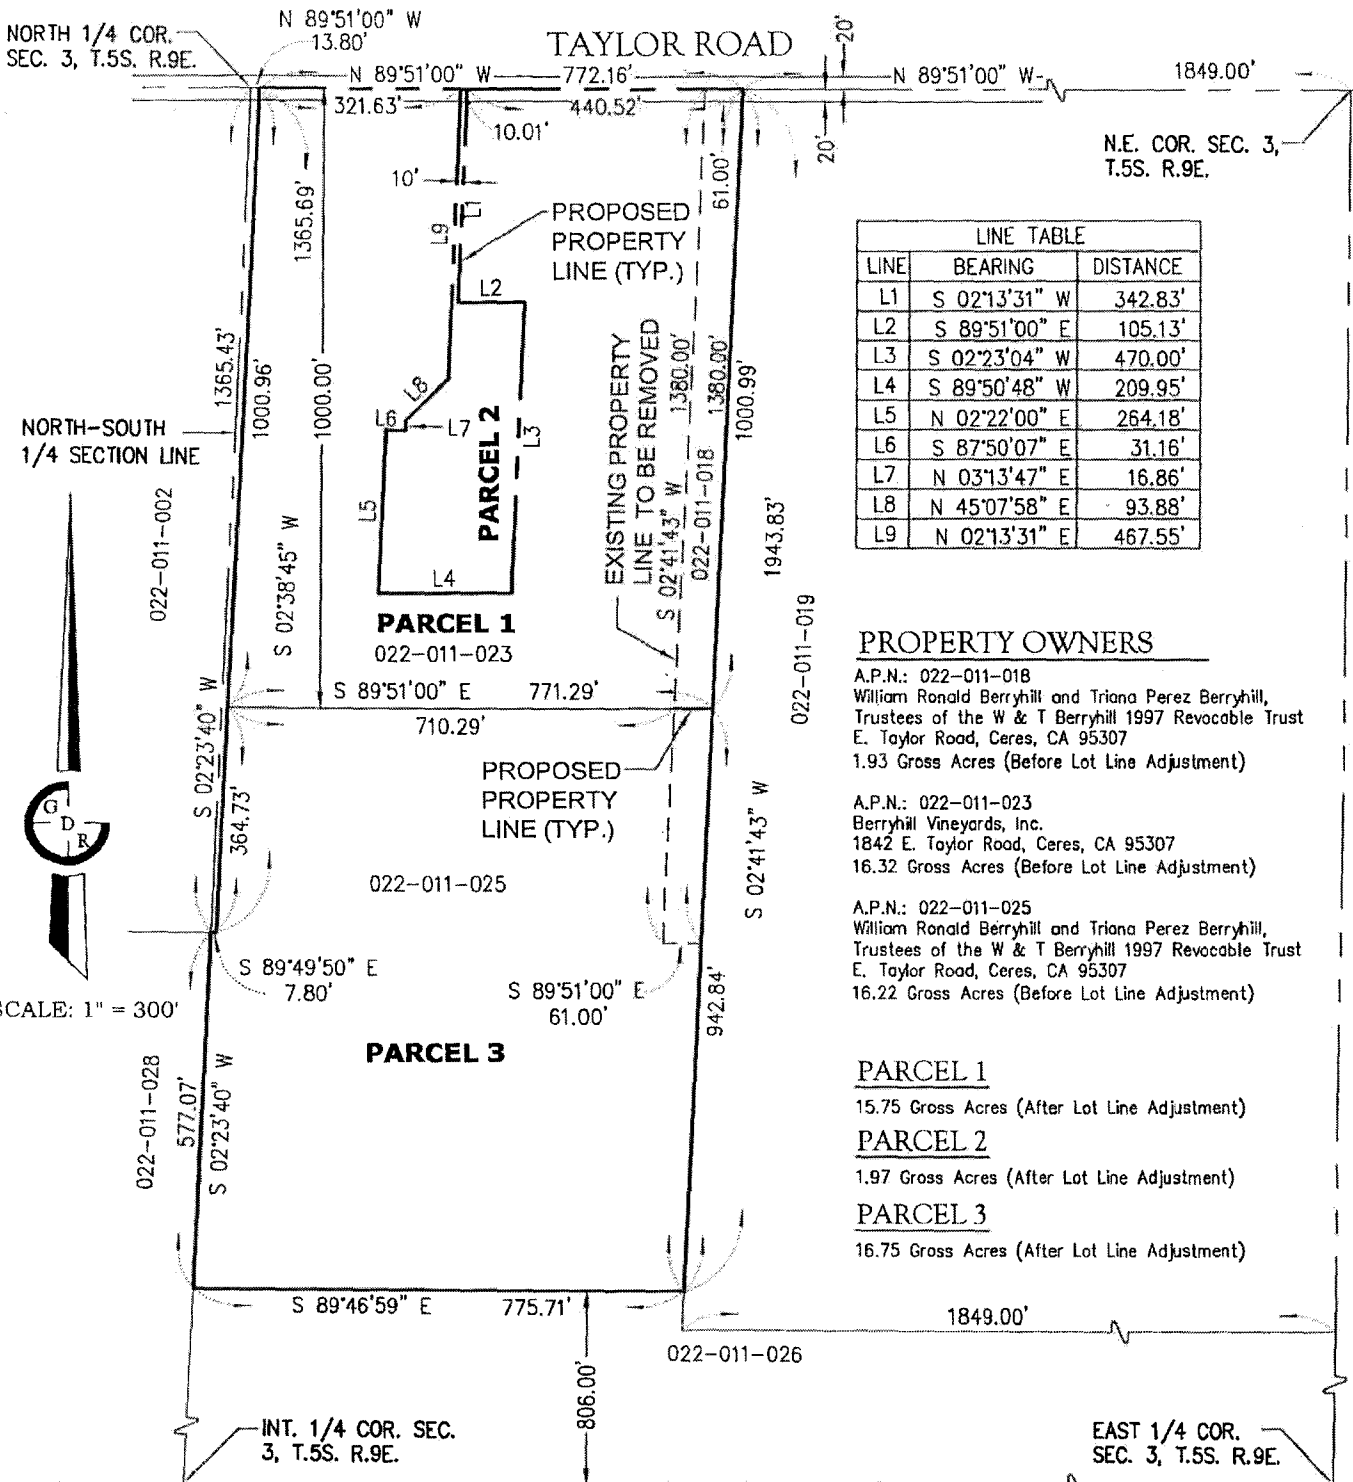 NORTH 1/4 COR.
SEC. 3, T.5S. R.9E.
N 89°51'00" W
13.80'
TAYLOR ROAD
N 89°51'00" W
772.16'
N 89°51'00" W
1849.00'
20'
20'
321.63'
440.52'
10.01'
10'
61.00'
N.E. COR. SEC. 3,
T.5S. R.9E.
1365.69'
L9
L1
PROPOSED
PROPERTY
LINE (TYP.)
L2
LINE TABLE
LINE BEARING DISTANCE
L1 S 02°13'31" W 342.83'
L2 S 89°51'00" E 105.13'
L3 S 02°23'04" W 470.00'
L4 S 89°50'48" W 209.95'
L5 N 02°22'00" E 264.18'
L6 S 87°50'07" E 31.16'
L7 N 03°13'47" E 16.86'
L8 N 45°07'58" E 93.88'
L9 N 02°13'31" E 467.55'
1365.43'
1000.96'
1000.00'
EXISTING PROPERTY
LINE TO BE REMOVED
S 02°41'43" W 1380.00'
022-011-018 1380.00'
1000.99'
L8
L6
L7
PARCEL 2
L3
L5
L4
NORTH-SOUTH
1/4 SECTION LINE
022-011-002
S 02°38'45" W
1943.83'
022-011-019
PARCEL 1
022-011-023
S 89°51'00" E 771.29'
710.29'
PROPOSED
PROPERTY
LINE (TYP.)
S 02°23'40" W
364.73'
S 02°41'43" W
G
D
R
022-011-025
S 89°49'50" E
7.80'
S 89°51'00" E
61.00'
942.84'
SCALE: 1" = 300'
PARCEL 3
022-011-028
577.07'
S 02°23'40" W
PROPERTY OWNERS
A.P.N.: 022-011-018
William Ronald Berryhill and Triana Perez Berryhill,
Trustees of the W & T Berryhill 1997 Revocable Trust
E. Taylor Road, Ceres, CA 95307
1.93 Gross Acres (Before Lot Line Adjustment)
A.P.N.: 022-011-023
Berryhill Vineyards, Inc.
1842 E. Taylor Road, Ceres, CA 95307
16.32 Gross Acres (Before Lot Line Adjustment)
A.P.N.: 022-011-025
William Ronald Berryhill and Triana Perez Berryhill,
Trustees of the W & T Berryhill 1997 Revocable Trust
E. Taylor Road, Ceres, CA 95307
16.22 Gross Acres (Before Lot Line Adjustment)
PARCEL 1
15.75 Gross Acres (After Lot Line Adjustment)
PARCEL 2
1.97 Gross Acres (After Lot Line Adjustment)
PARCEL 3
16.75 Gross Acres (After Lot Line Adjustment)
S 89°46'59" E 775.71'
1849.00'
022-011-026
806.00'
INT. 1/4 COR. SEC.
3, T.5S. R.9E.
EAST 1/4 COR.
SEC. 3, T.5S. R.9E.